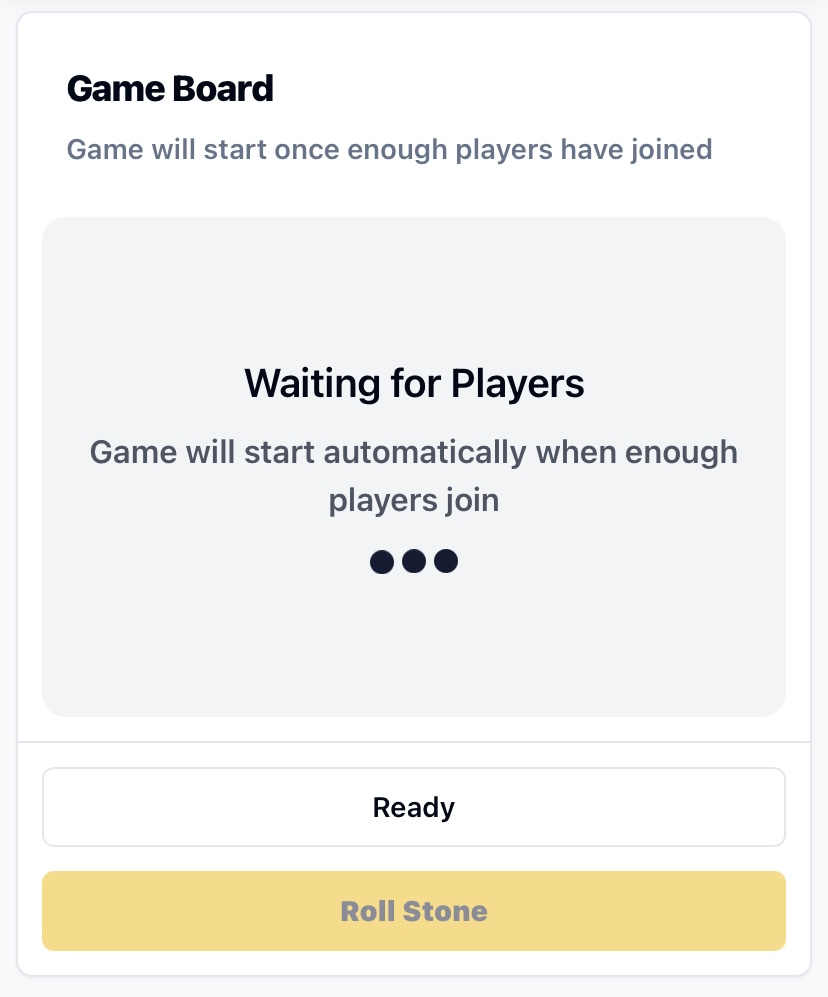 Game Board
Game will start once enough players have joined
Waiting for Players
Game will start automatically when enough
players join
Ready
Roll Stone